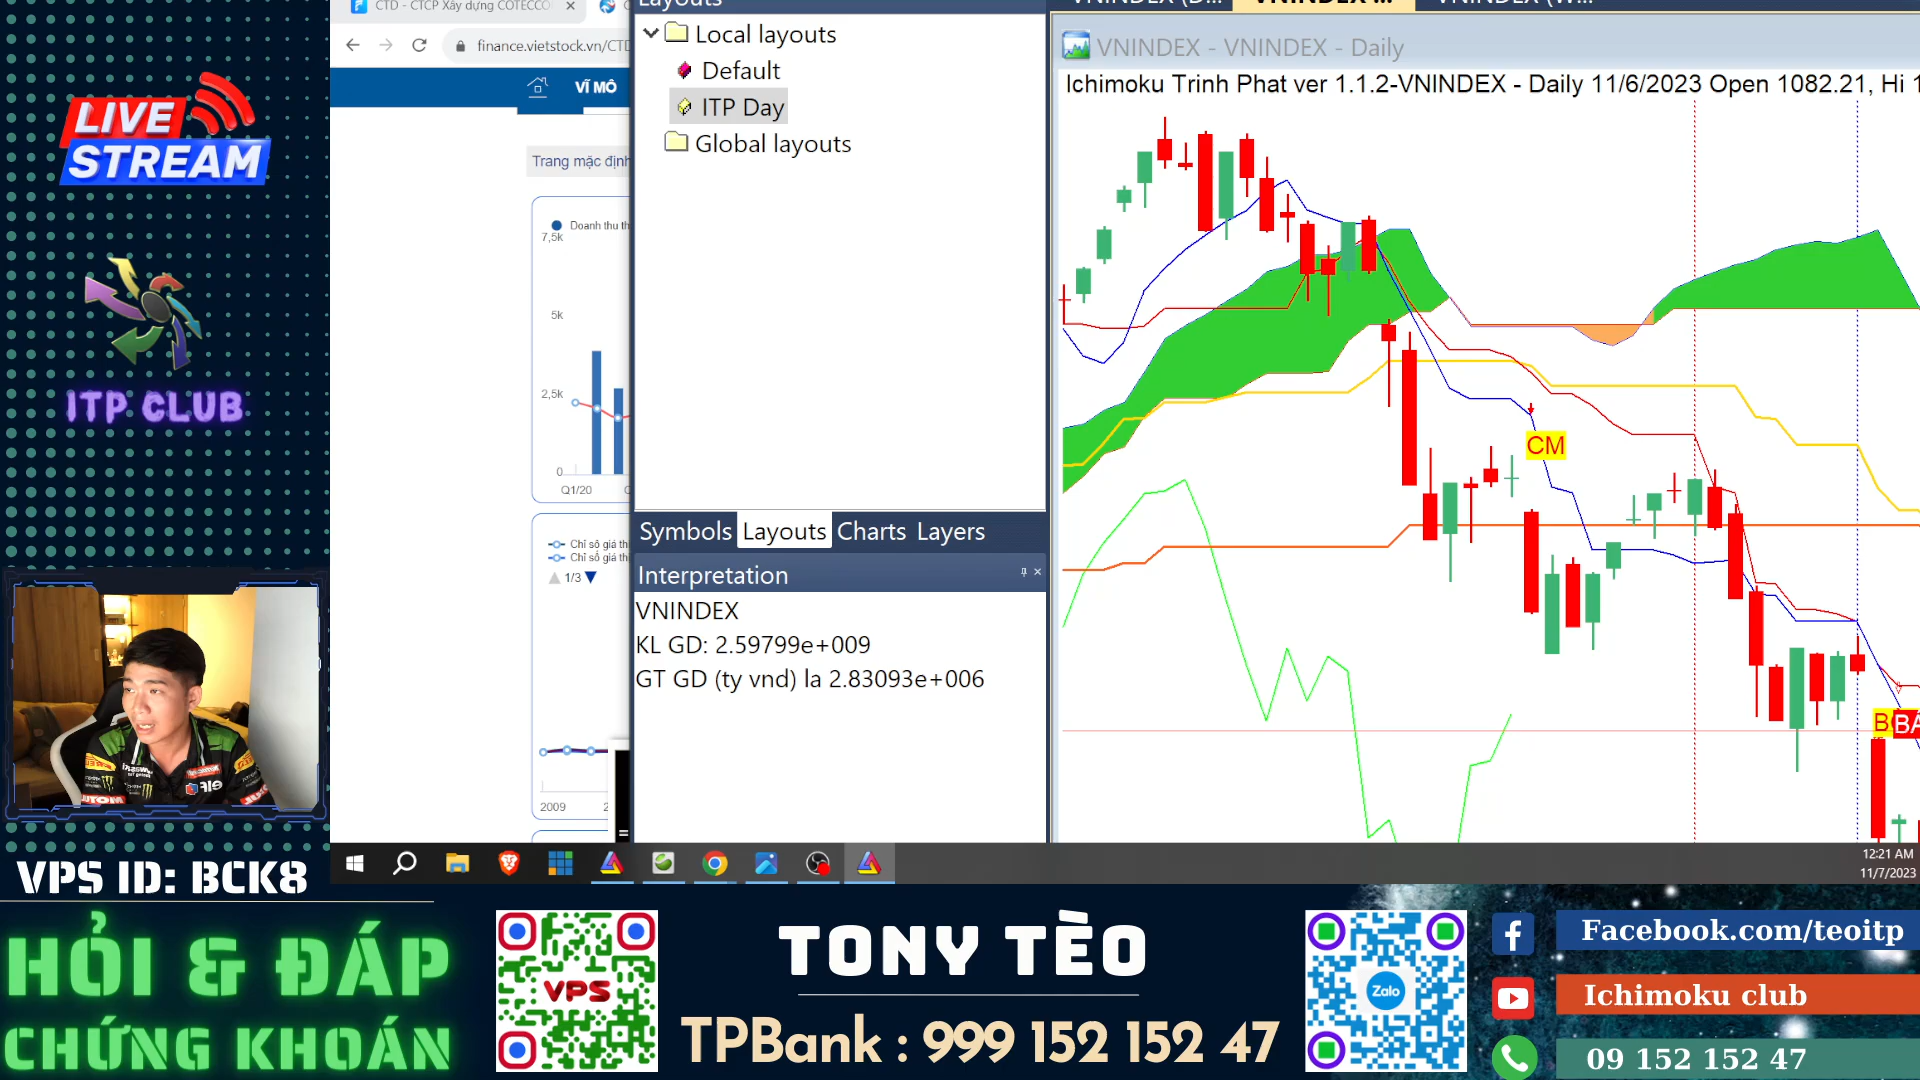 LIVE
STREAM
ITP CLUB
VPS ID: BCK8
CTD - CTCP Xây dựng COTECCO
finance.vietstock.vn/CTD
VĨ MÔ
Trang mặc định
Doanh thu th
7,5k
5k
2,5k
0
Q1/20
Chỉ số giá th
Chỉ số giá th
1/3
2009
Layouts
Local layouts
Default
ITP Day
Global layouts
Symbols Layouts Charts Layers
Interpretation
VNINDEX
KL GD: 2.59799e+009
GT GD (ty vnd) la 2.83093e+006
VNINDEX - VNINDEX - Daily
Ichimoku Trinh Phat ver 1.1.2-VNINDEX - Daily 11/6/2023 Open 1082.21, Hi 1
CM
BA
12:21 AM
11/7/2023
HỎI & ĐÁP
CHỨNG KHOÁN
VPS
TONY TÈO
TPBank : 999 152 152 47
Zalo
Facebook.com/teoitp
Ichimoku club
09 152 152 47